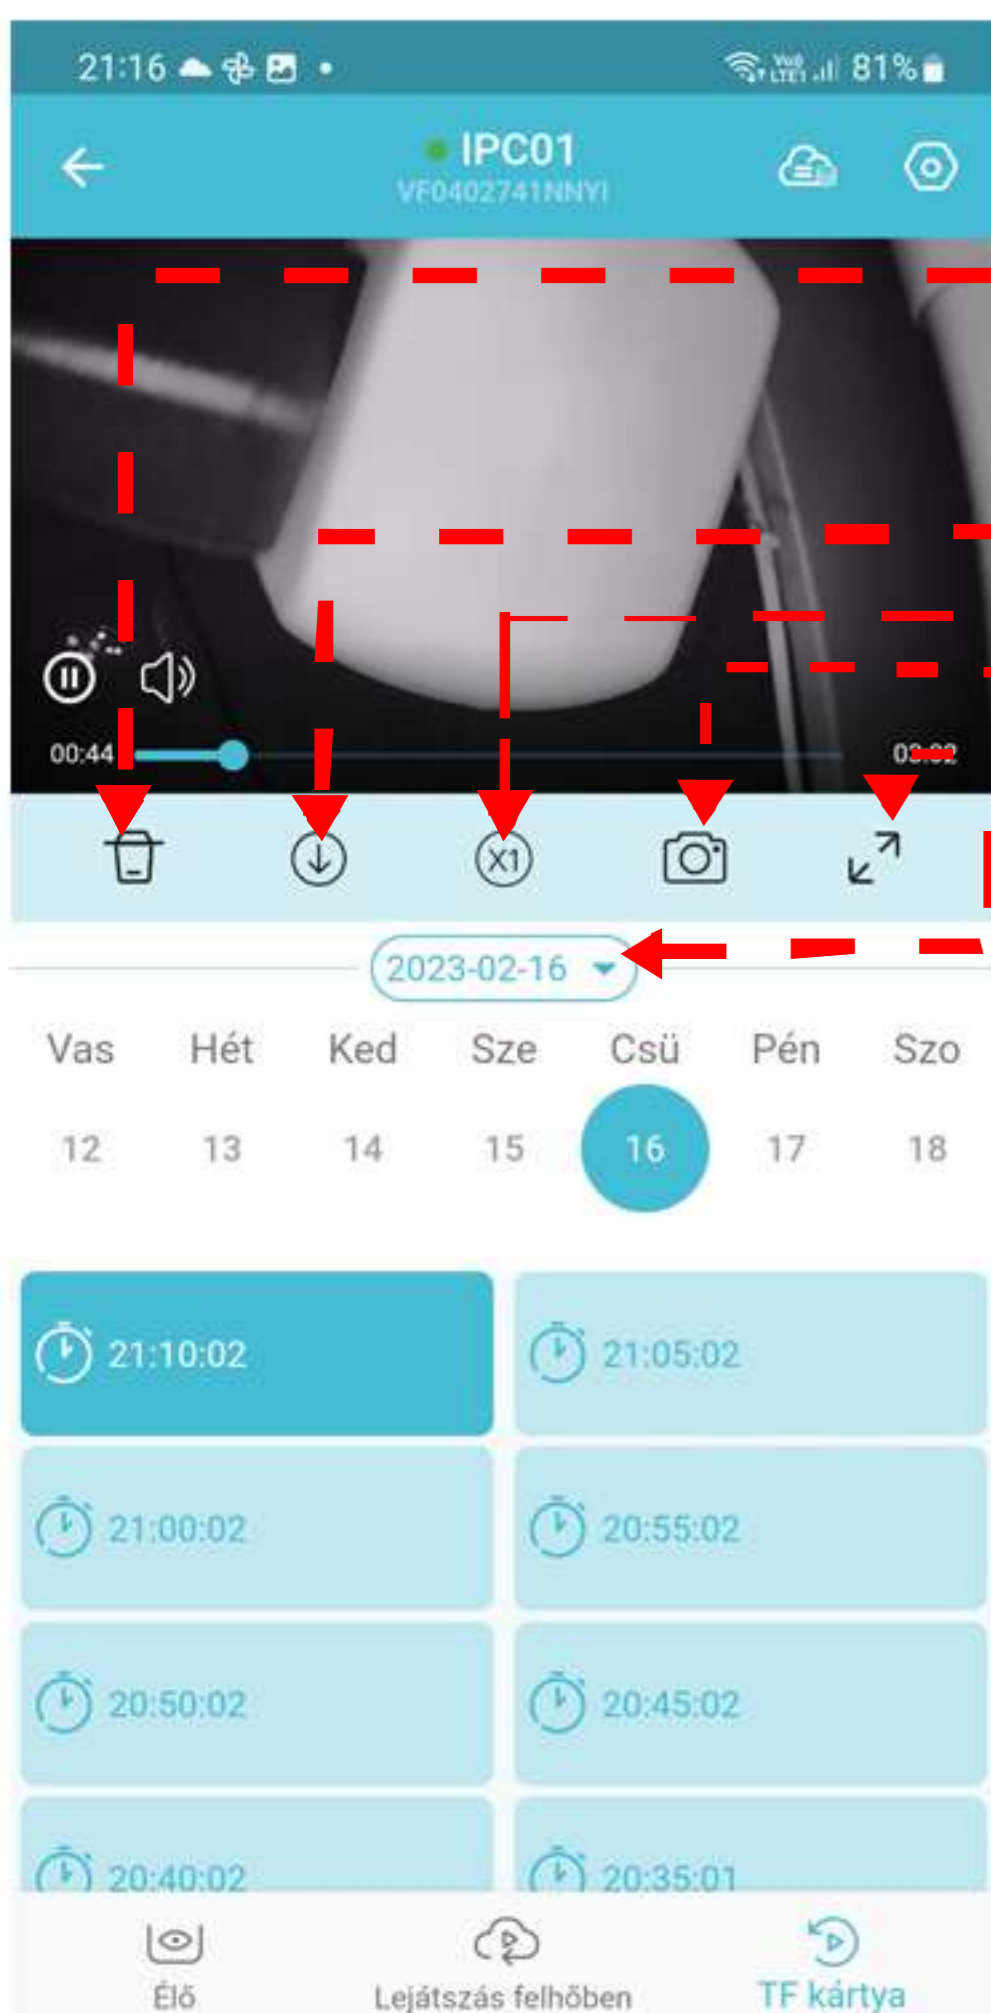 21:16 81%
IPC01
VF0402741NNYI
00:44 03:02
X1
2023-02-16
Vas Hét Ked Sze Csü Pén Szo
12 13 14 15 16 17 18
21:10:02 21:05:02
21:00:02 20:55:02
20:50:02 20:45:02
20:40:02 20:35:01
Élő Lejátszás felhőben TF kártya